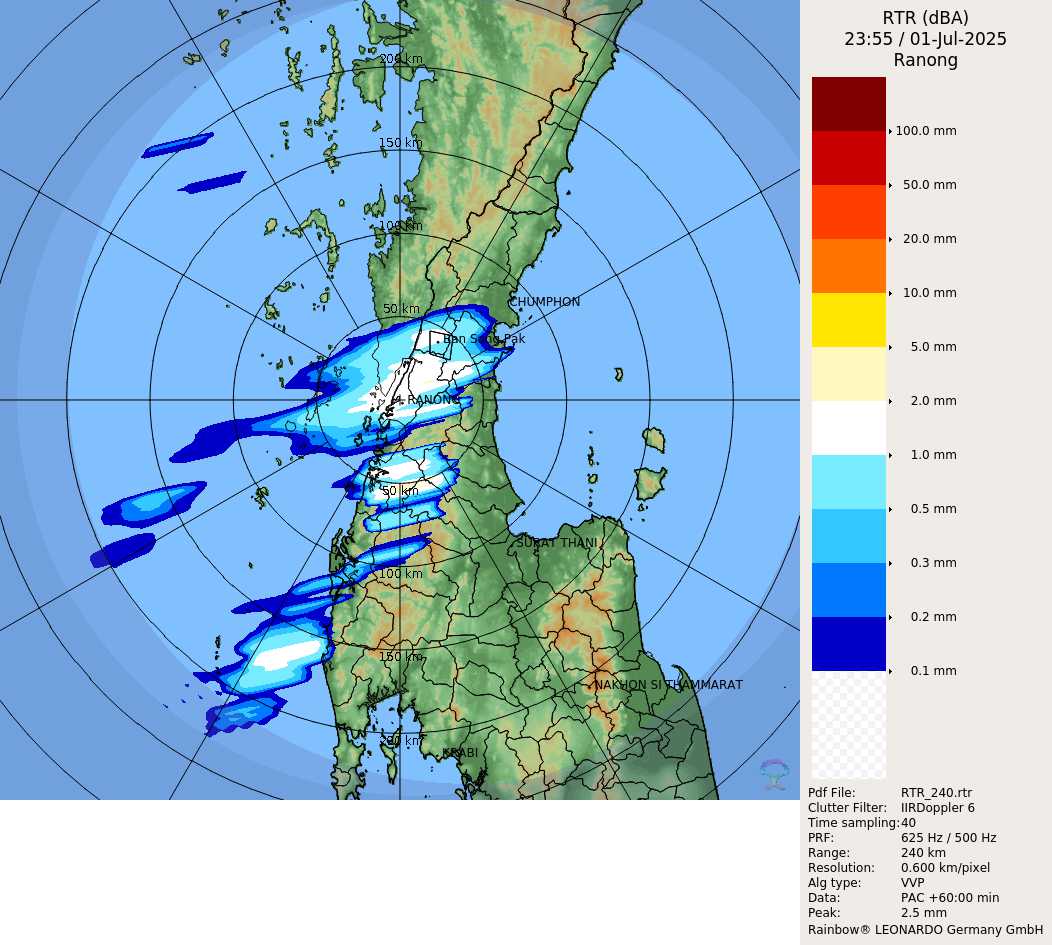 RTR (dBA)
23:55 / 01-Jul-2025
Ranong
100.0 mm
50.0 mm
20.0 mm
10.0 mm
5.0 mm
2.0 mm
1.0 mm
0.5 mm
0.3 mm
0.2 mm
0.1 mm
200 km
150 km
100 km
50 km
CHUMPHON
Ban Song Pak
RANONG
50 km
SURAT THANI
100 km
150 km
NAKHON SI THAMMARAT
200 km
KRABI
Pdf File: RTR_240.rtr
Clutter Filter: IIRDoppler 6
Time sampling: 40
PRF: 625 Hz / 500 Hz
Range: 240 km
Resolution: 0.600 km/pixel
Alg type: VVP
Data: PAC +60:00 min
Peak: 2.5 mm
Rainbow® LEONARDO Germany GmbH